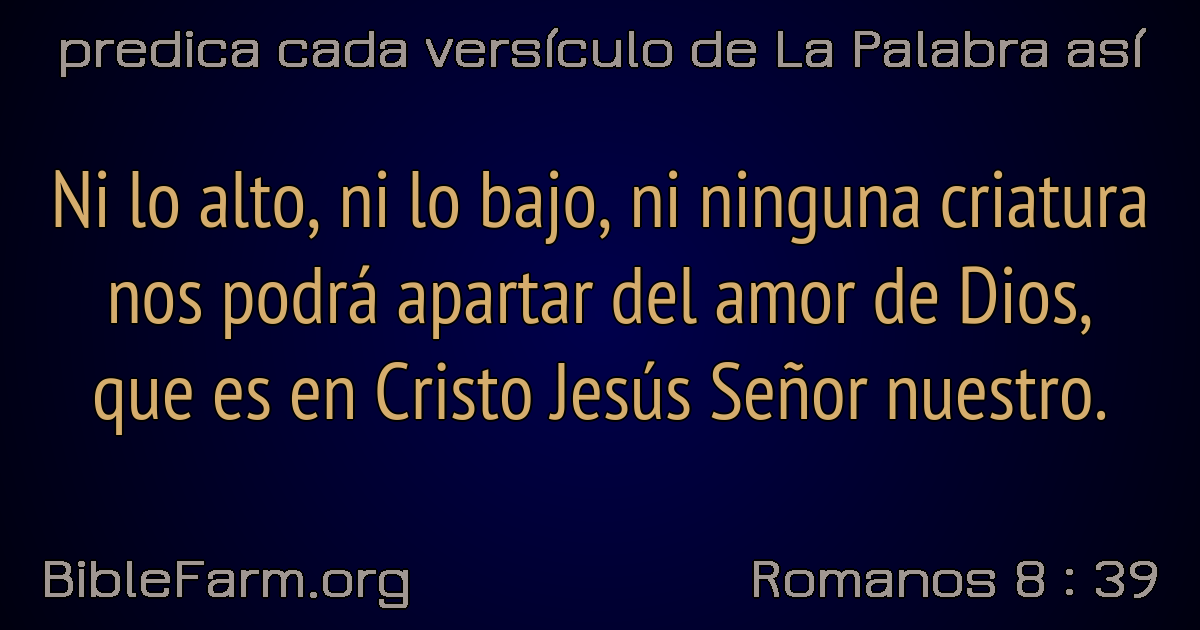 predica cada versículo de La Palabra así
Ni lo alto, ni lo bajo, ni ninguna criatura
nos podrá apartar del amor de Dios,
que es en Cristo Jesús Señor nuestro.
BibleFarm.org
Romanos 8 : 39